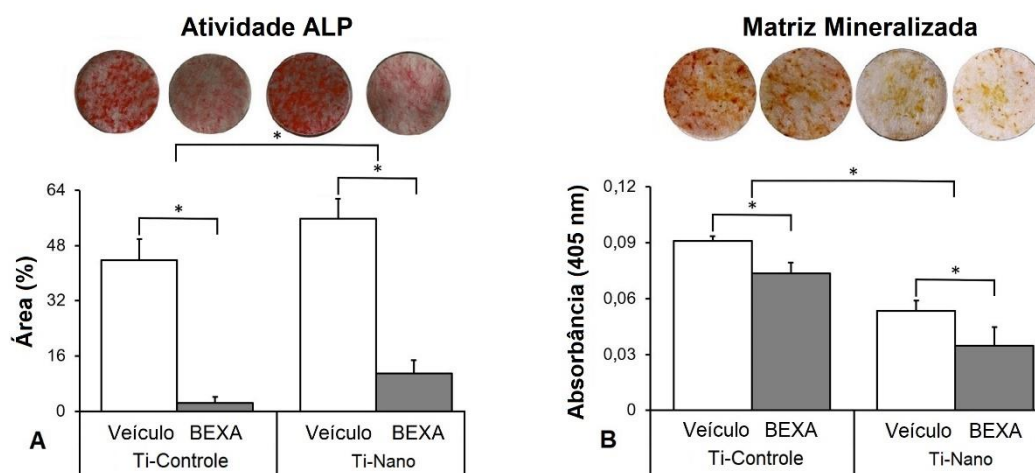 Atividade ALP
*
*
*
Área (%)
64
48
32
16
0
Veículo BEXA Veículo BEXA
Ti-Controle Ti-Nano
A
Matriz Mineralizada
*
*
*
Absorbância (405 nm)
0,12
0,09
0,06
0,03
0
Veículo BEXA Veículo BEXA
Ti-Controle Ti-Nano
B